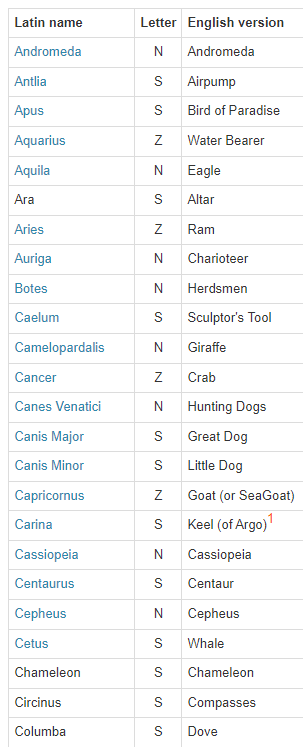 Latin name Letter English version
Andromeda N Andromeda
Antlia S Airpump
Apus S Bird of Paradise
Aquarius Z Water Bearer
Aquila N Eagle
Ara S Altar
Aries Z Ram
Auriga N Charioteer
Botes N Herdsmen
Caelum S Sculptor's Tool
Camelopardalis N Giraffe
Cancer Z Crab
Canes Venatici N Hunting Dogs
Canis Major S Great Dog
Canis Minor S Little Dog
Capricornus Z Goat (or SeaGoat)
Carina S Keel (of Argo)1
Cassiopeia N Cassiopeia
Centaurus S Centaur
Cepheus N Cepheus
Cetus S Whale
Chameleon S Chameleon
Circinus S Compasses
Columba S Dove